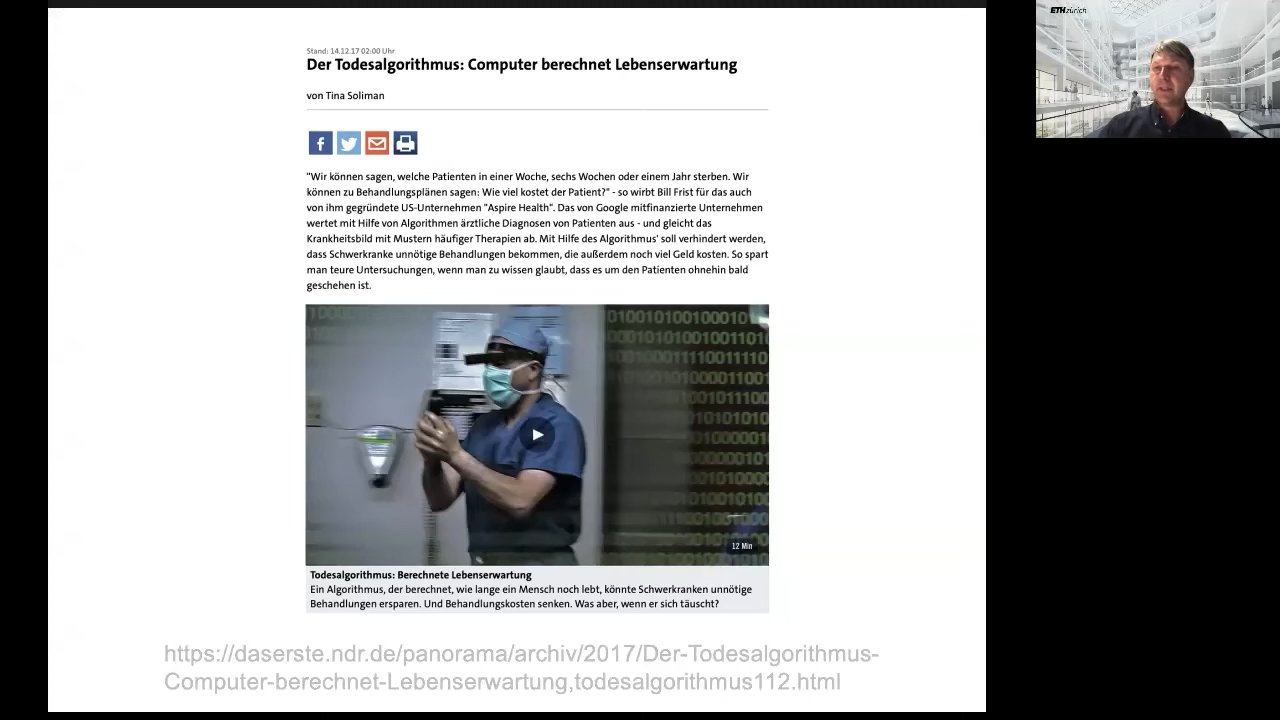 Stand: 14.12.17 02:00 Uhr
Der Todesalgorithmus: Computer berechnet Lebenserwartung
von Tina Soliman
"Wir können sagen, welche Patienten in einer Woche, sechs Wochen oder einem Jahr sterben. Wir
können zu Behandlungsplänen sagen: Wie viel kostet der Patient?" - so wirbt Bill Frist für das auch
von ihm gegründete US-Unternehmen "Aspire Health". Das von Google mitfinanzierte Unternehmen
wertet mit Hilfe von Algorithmen ärztliche Diagnosen von Patienten aus - und gleicht das
Krankheitsbild mit Mustern häufiger Therapien ab. Mit Hilfe des Algorithmus' soll verhindert werden,
dass Schwerkranke unnötige Behandlungen bekommen, die außerdem noch viel Geld kosten. So spart
man teure Untersuchungen, wenn man zu wissen glaubt, dass es um den Patienten ohnehin bald
geschehen ist.
12 Min
Todesalgorithmus: Berechnete Lebenserwartung
Ein Algorithmus, der berechnet, wie lange ein Mensch noch lebt, könnte Schwerkranken unnötige
Behandlungen ersparen. Und Behandlungskosten senken. Was aber, wenn er sich täuscht?
https://daserste.ndr.de/panorama/archiv/2017/Der-Todesalgorithmus-
Computer-berechnet-Lebenserwartung,todesalgorithmus112.html
ETH zürich